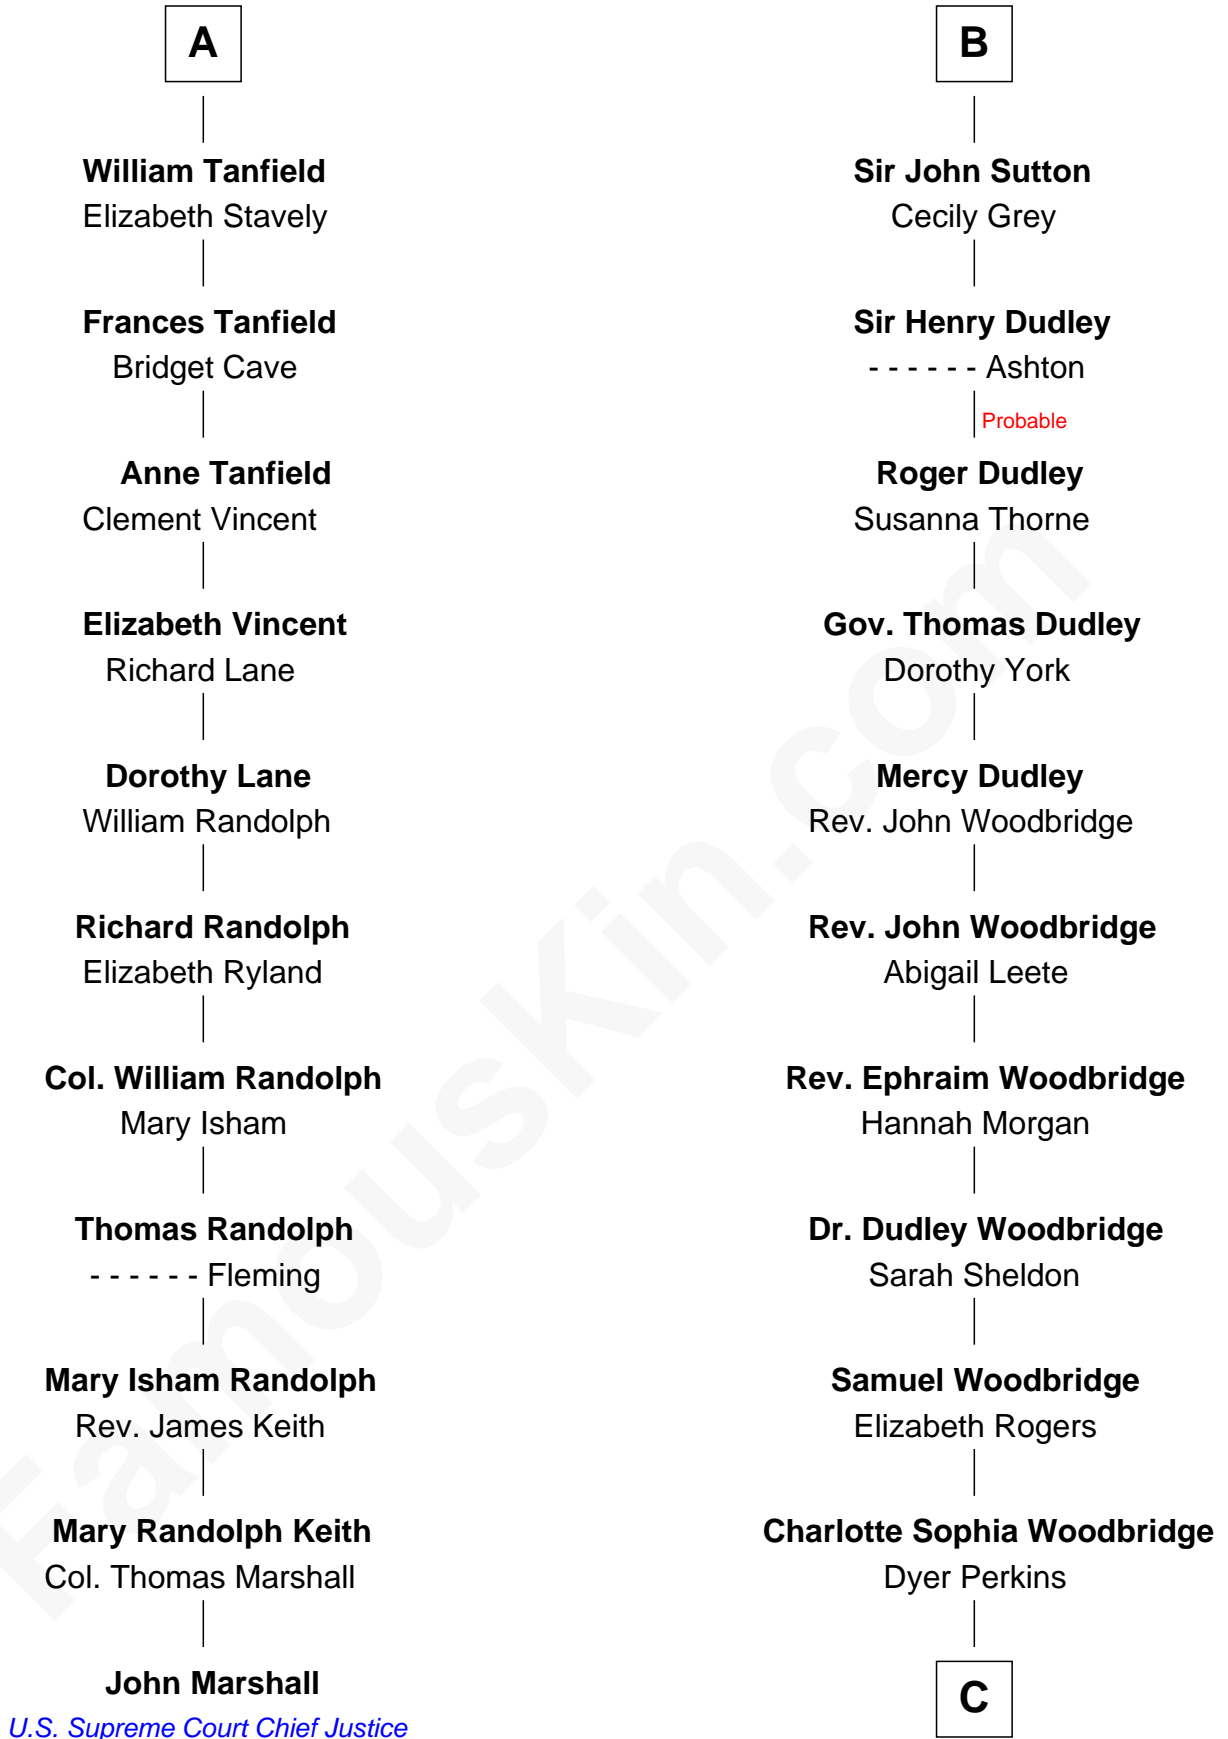 A
William Tanfield
Elizabeth Stavely
Frances Tanfield
Bridget Cave
Anne Tanfield
Clement Vincent
Elizabeth Vincent
Richard Lane
Dorothy Lane
William Randolph
Richard Randolph
Elizabeth Ryland
Col. William Randolph
Mary Isham
Thomas Randolph
- - - - - - Fleming
Mary Isham Randolph
Rev. James Keith
Mary Randolph Keith
Col. Thomas Marshall
John Marshall
U.S. Supreme Court Chief Justice
B
Sir John Sutton
Cecily Grey
Sir Henry Dudley
- - - - - - Ashton
Probable
Roger Dudley
Susanna Thorne
Gov. Thomas Dudley
Dorothy York
Mercy Dudley
Rev. John Woodbridge
Rev. John Woodbridge
Abigail Leete
Rev. Ephraim Woodbridge
Hannah Morgan
Dr. Dudley Woodbridge
Sarah Sheldon
Samuel Woodbridge
Elizabeth Rogers
Charlotte Sophia Woodbridge
Dyer Perkins
C
FamousKin.com